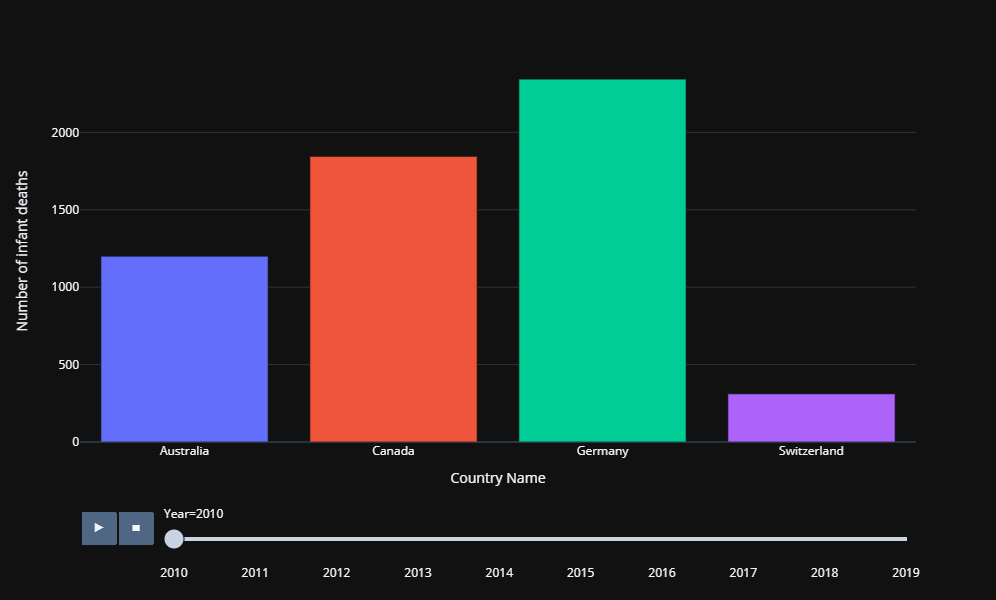 2000
1500
1000
500
0
Number of infant deaths
Australia Canada Germany Switzerland
Country Name
Year=2010
2010 2011 2012 2013 2014 2015 2016 2017 2018 2019